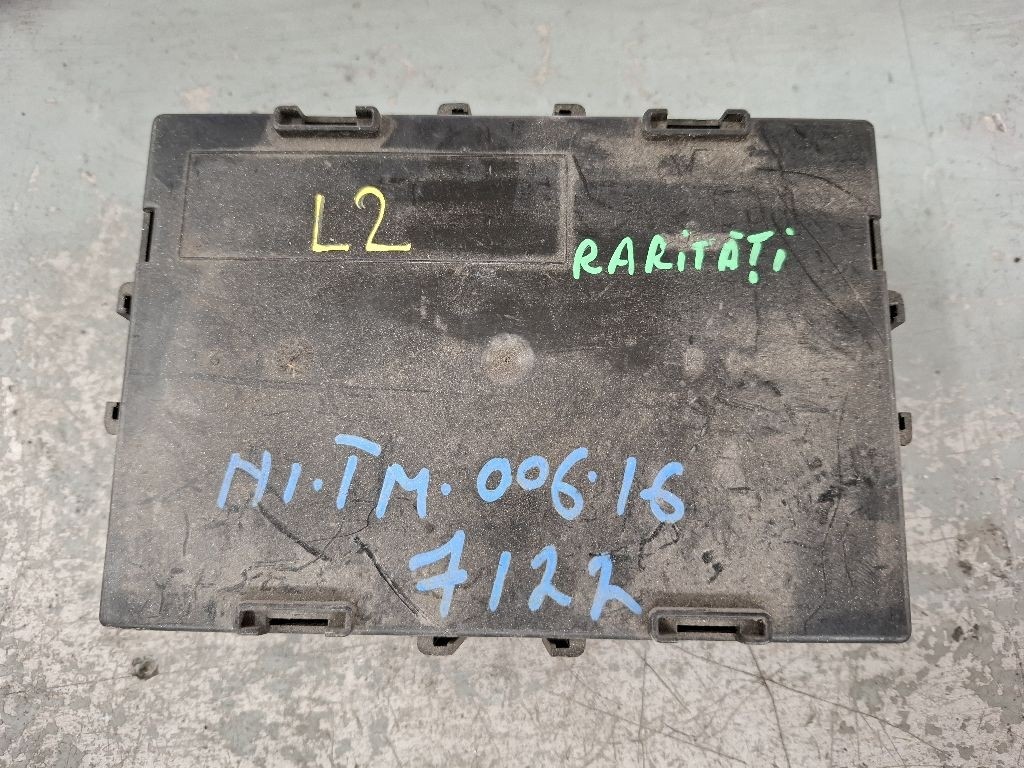 L2
RARITĂȚI
NI.TM.006.16
7122